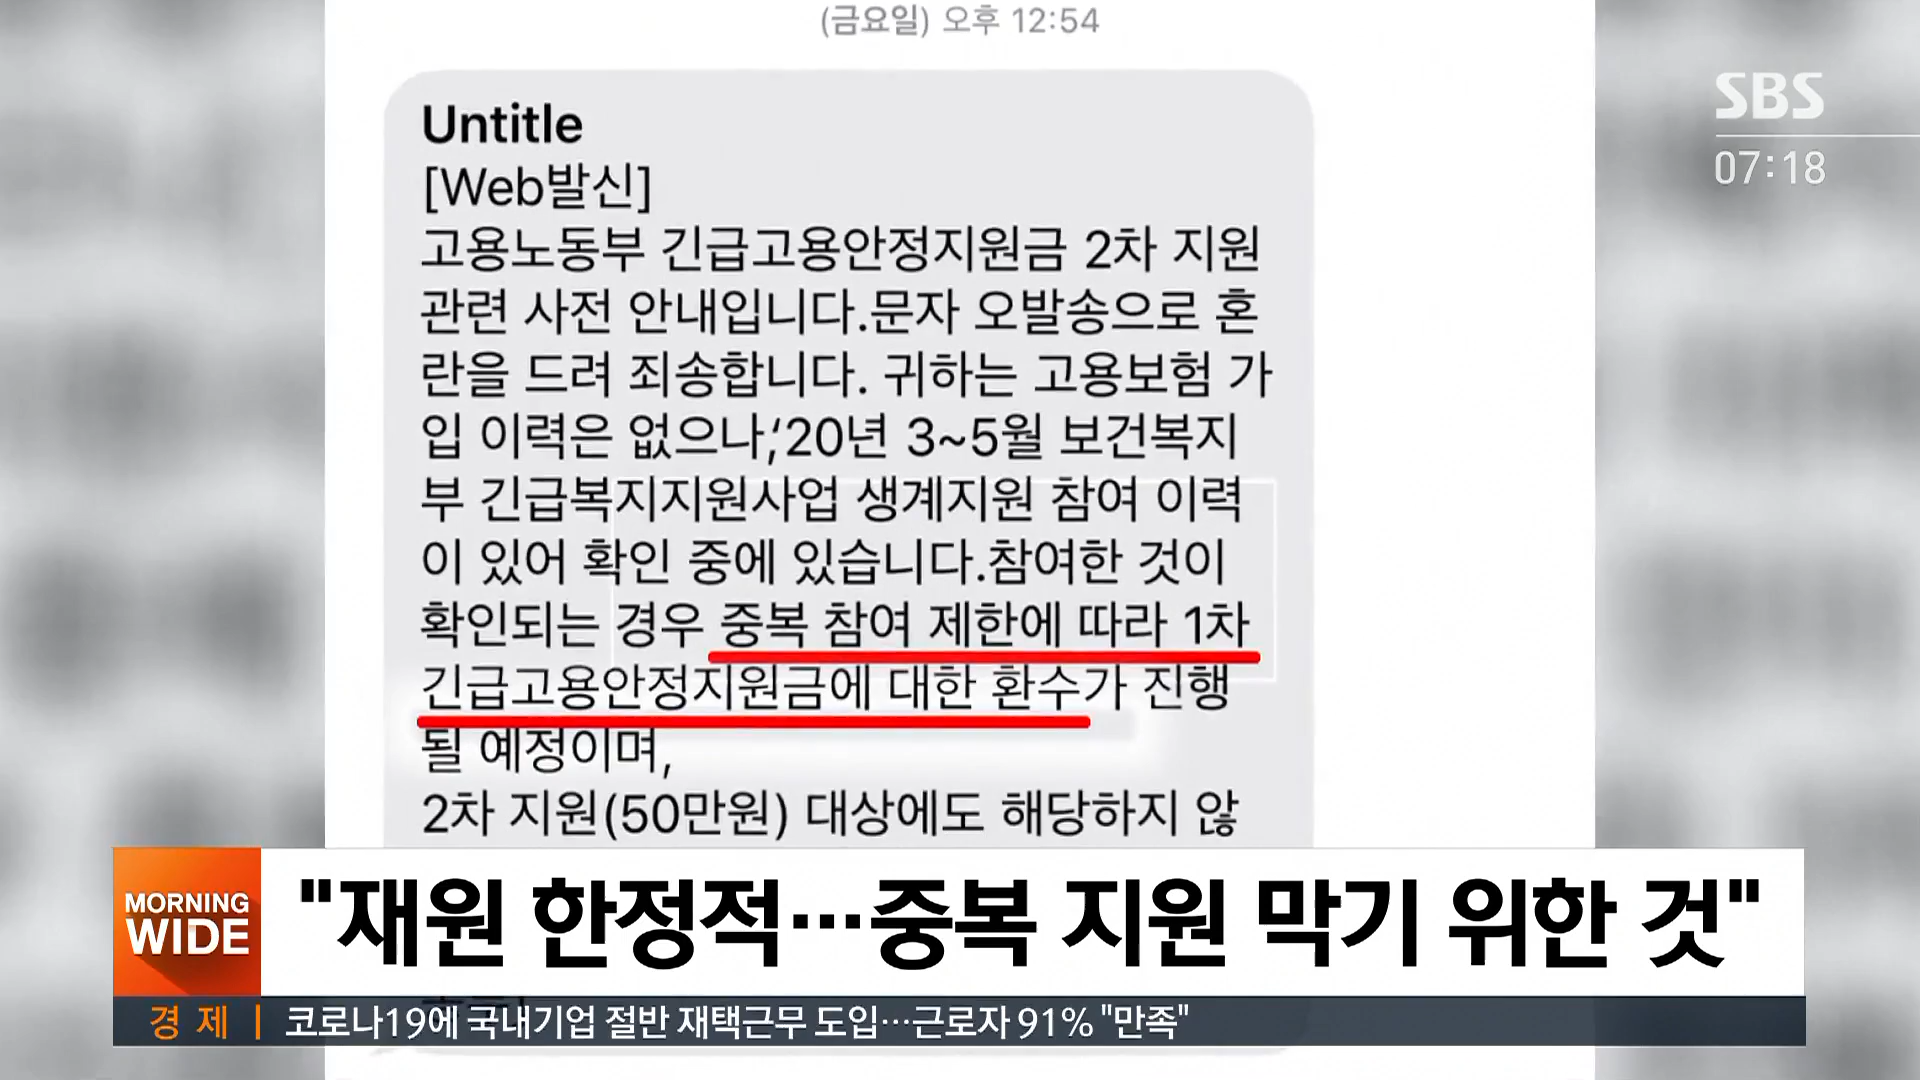 (금요일) 오후 12:54
SBS
07:18
Untitle
[Web발신]
고용노동부 긴급고용안정지원금 2차 지원
관련 사전 안내입니다.문자 오발송으로 혼
란을 드려 죄송합니다. 귀하는 고용보험 가
입 이력은 없으나,‘20년 3~5월 보건복지
부 긴급복지지원사업 생계지원 참여 이력
이 있어 확인 중에 있습니다.참여한 것이
확인되는 경우 중복 참여 제한에 따라 1차
긴급고용안정지원금에 대한 환수가 진행
될 예정이며,
2차 지원(50만원) 대상에도 해당하지 않
MORNING
WIDE
"재원 한정적…중복 지원 막기 위한 것"
경제 | 코로나19에 국내기업 절반 재택근무 도입…근로자 91% "만족"